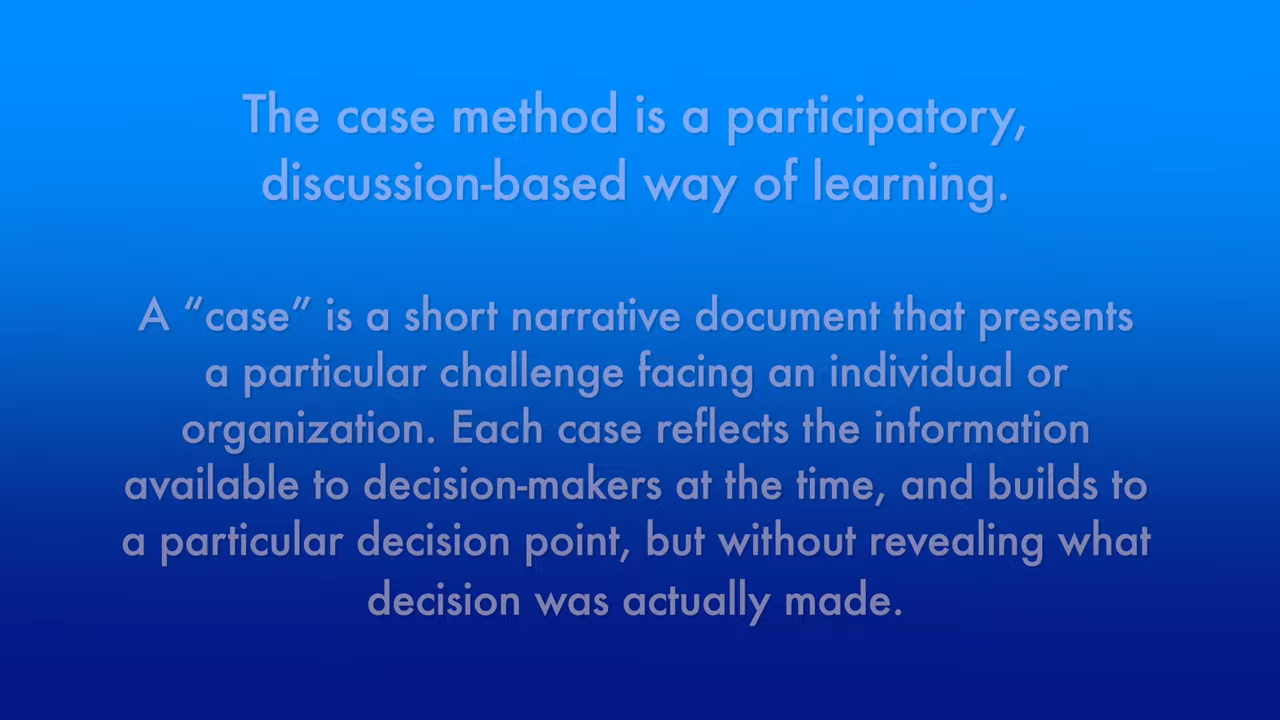 The case method is a participatory,
discussion-based way of learning.
A “case” is a short narrative document that presents
a particular challenge facing an individual or
organization. Each case reflects the information
available to decision-makers at the time, and builds to
a particular decision point, but without revealing what
decision was actually made.